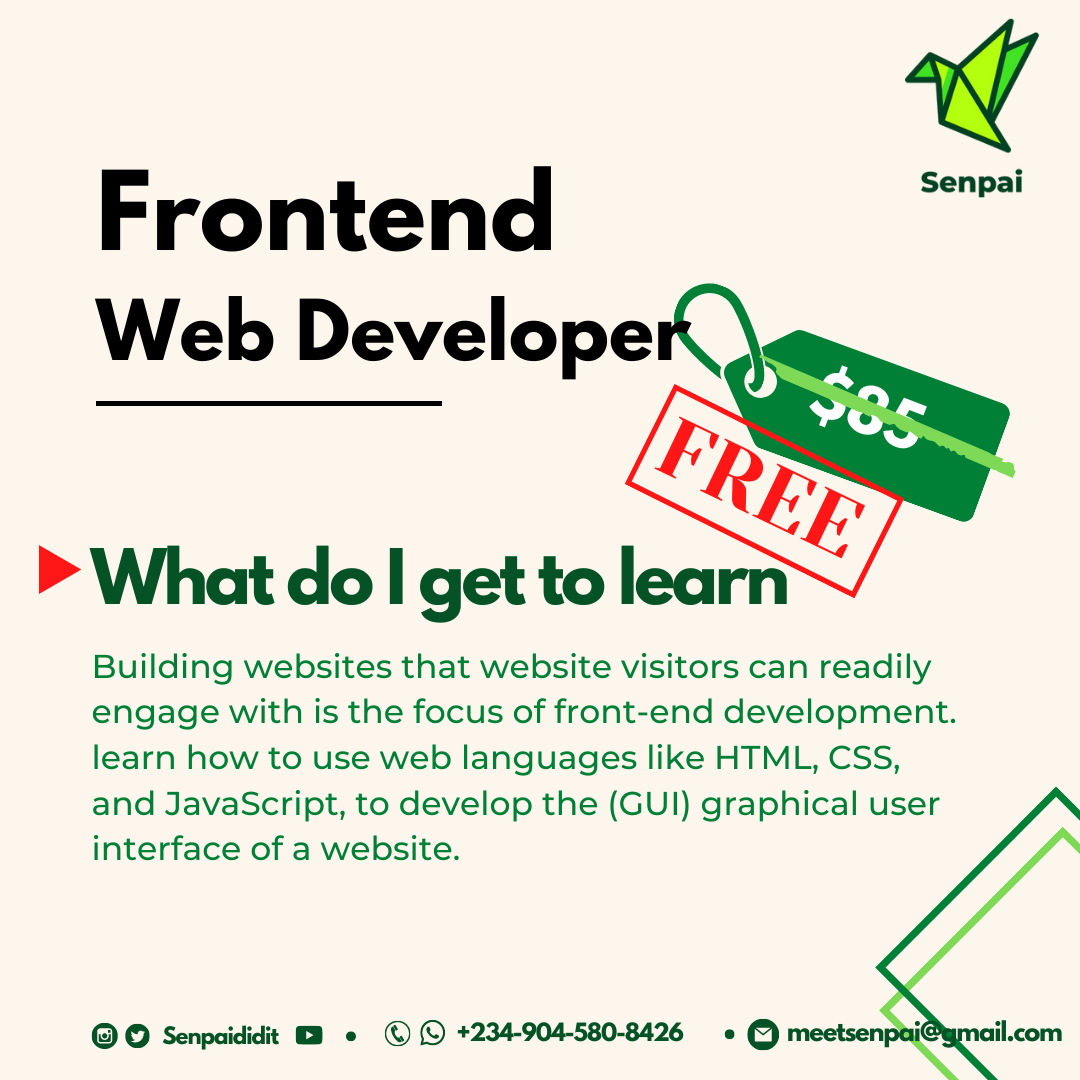 Senpai
Frontend
Web Developer
$85
FREE
What do I get to learn
Building websites that website visitors can readily
engage with is the focus of front-end development.
learn how to use web languages like HTML, CSS,
and JavaScript, to develop the (GUI) graphical user
interface of a website.
Senpaididit
+234-904-580-8426
meetsenpai@gmail.com